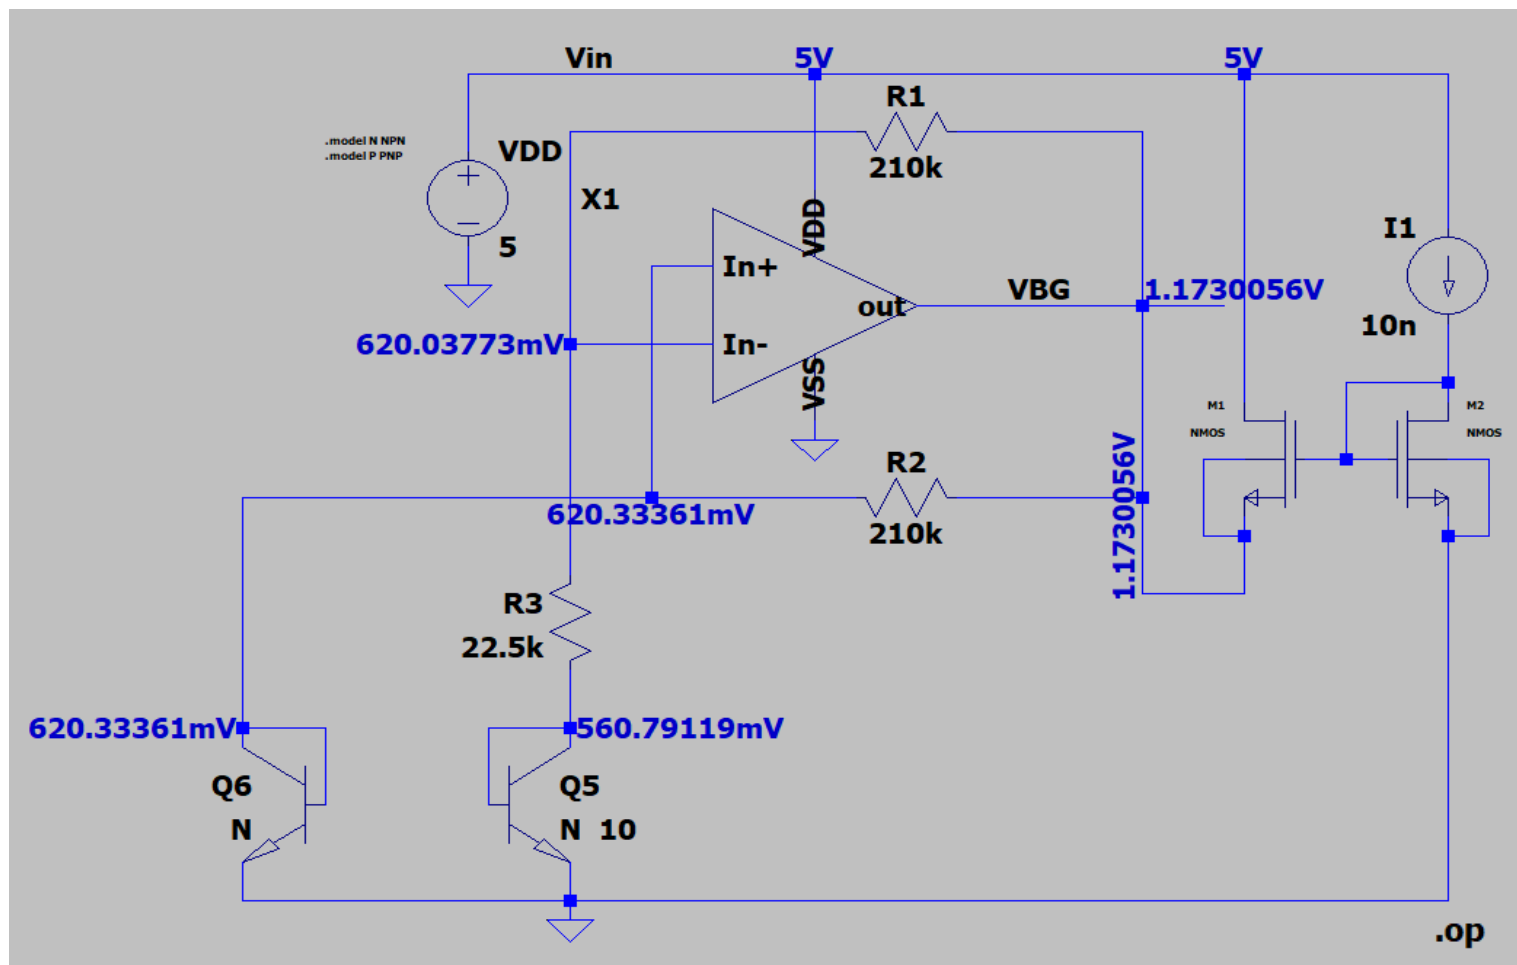 Vin
5V
5V
R1
210k
.model N NPN
.model P PNP
VDD
5
X1
VDD
In+
In-
out
VSS
VBG
1.1730056V
I1
10n
620.03773mV
M1
NMOS
M2
NMOS
R2
210k
1.1730056V
620.33361mV
R3
22.5k
620.33361mV
560.79119mV
Q6
N
Q5
N 10
.op